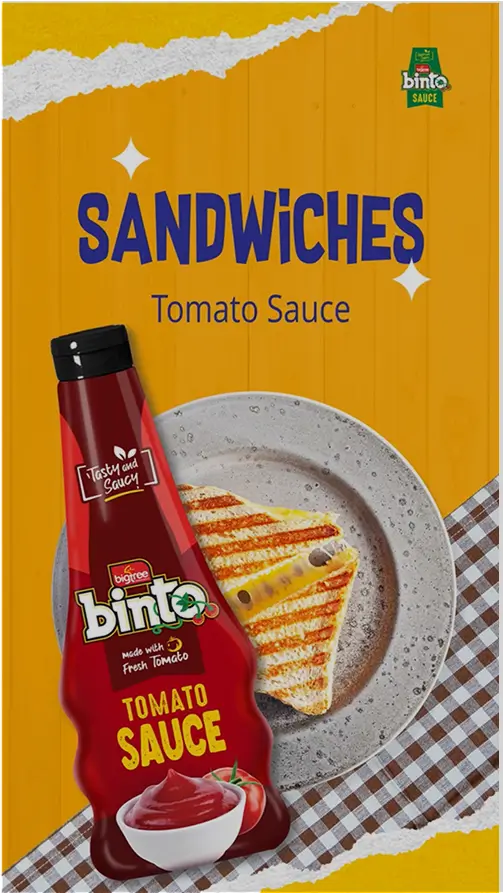 bigtree
binto
SAUCE
SANDWiCHES
Tomato Sauce
Tasty and
Saucy
bigtree
binto
made with
Fresh Tomato
TOMATO
SAUCE